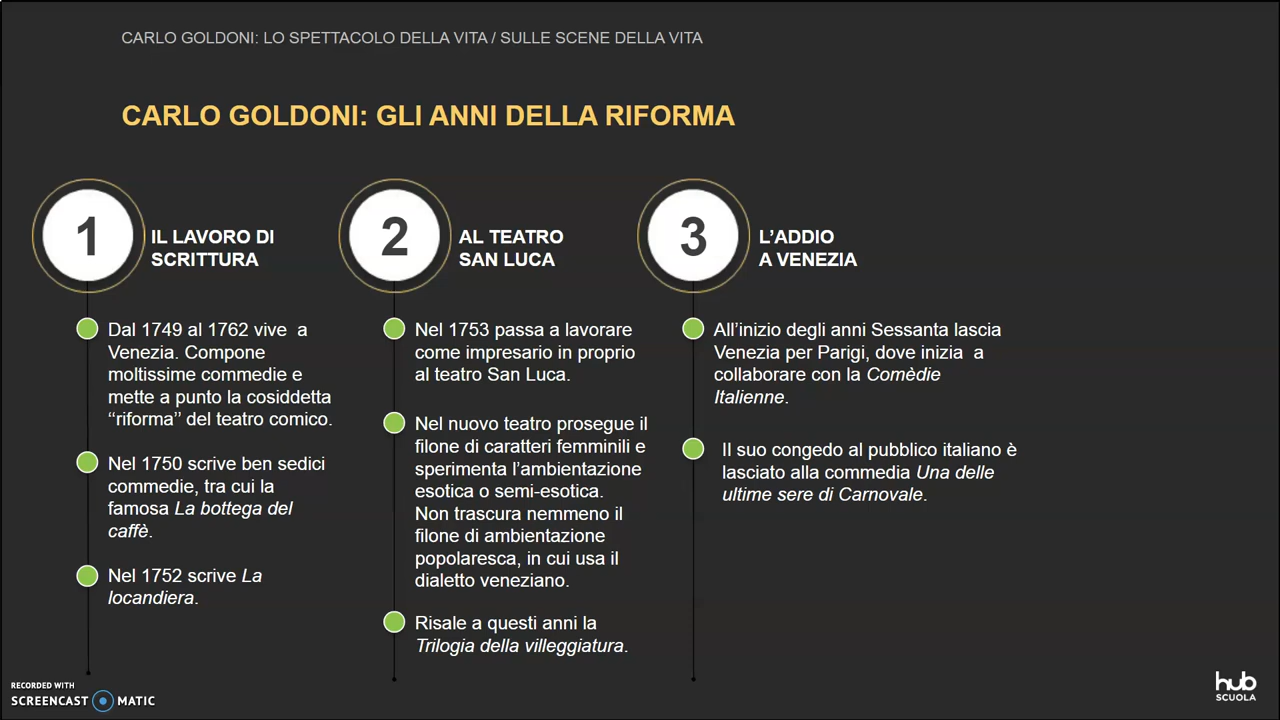 CARLO GOLDONI: LO SPETTACOLO DELLA VITA / SULLE SCENE DELLA VITA
CARLO GOLDONI: GLI ANNI DELLA RIFORMA
1
IL LAVORO DI
SCRITTURA
Dal 1749 al 1762 vive a
Venezia. Compone
moltissime commedie e
mette a punto la cosiddetta
“riforma” del teatro comico.
Nel 1750 scrive ben sedici
commedie, tra cui la
famosa La bottega del
caffè.
Nel 1752 scrive La
locandiera.
2
AL TEATRO
SAN LUCA
Nel 1753 passa a lavorare
come impresario in proprio
al teatro San Luca.
Nel nuovo teatro prosegue il
filone di caratteri femminili e
sperimenta l’ambientazione
esotica o semi-esotica.
Non trascura nemmeno il
filone di ambientazione
popolaresca, in cui usa il
dialetto veneziano.
Risale a questi anni la
Trilogia della villeggiatura.
3
L’ADDIO
A VENEZIA
All’inizio degli anni Sessanta lascia
Venezia per Parigi, dove inizia a
collaborare con la Comèdie
Italienne.
Il suo congedo al pubblico italiano è
lasciato alla commedia Una delle
ultime sere di Carnovale.
RECORDED WITH
SCREENCAST MATIC
hub
SCUOLA